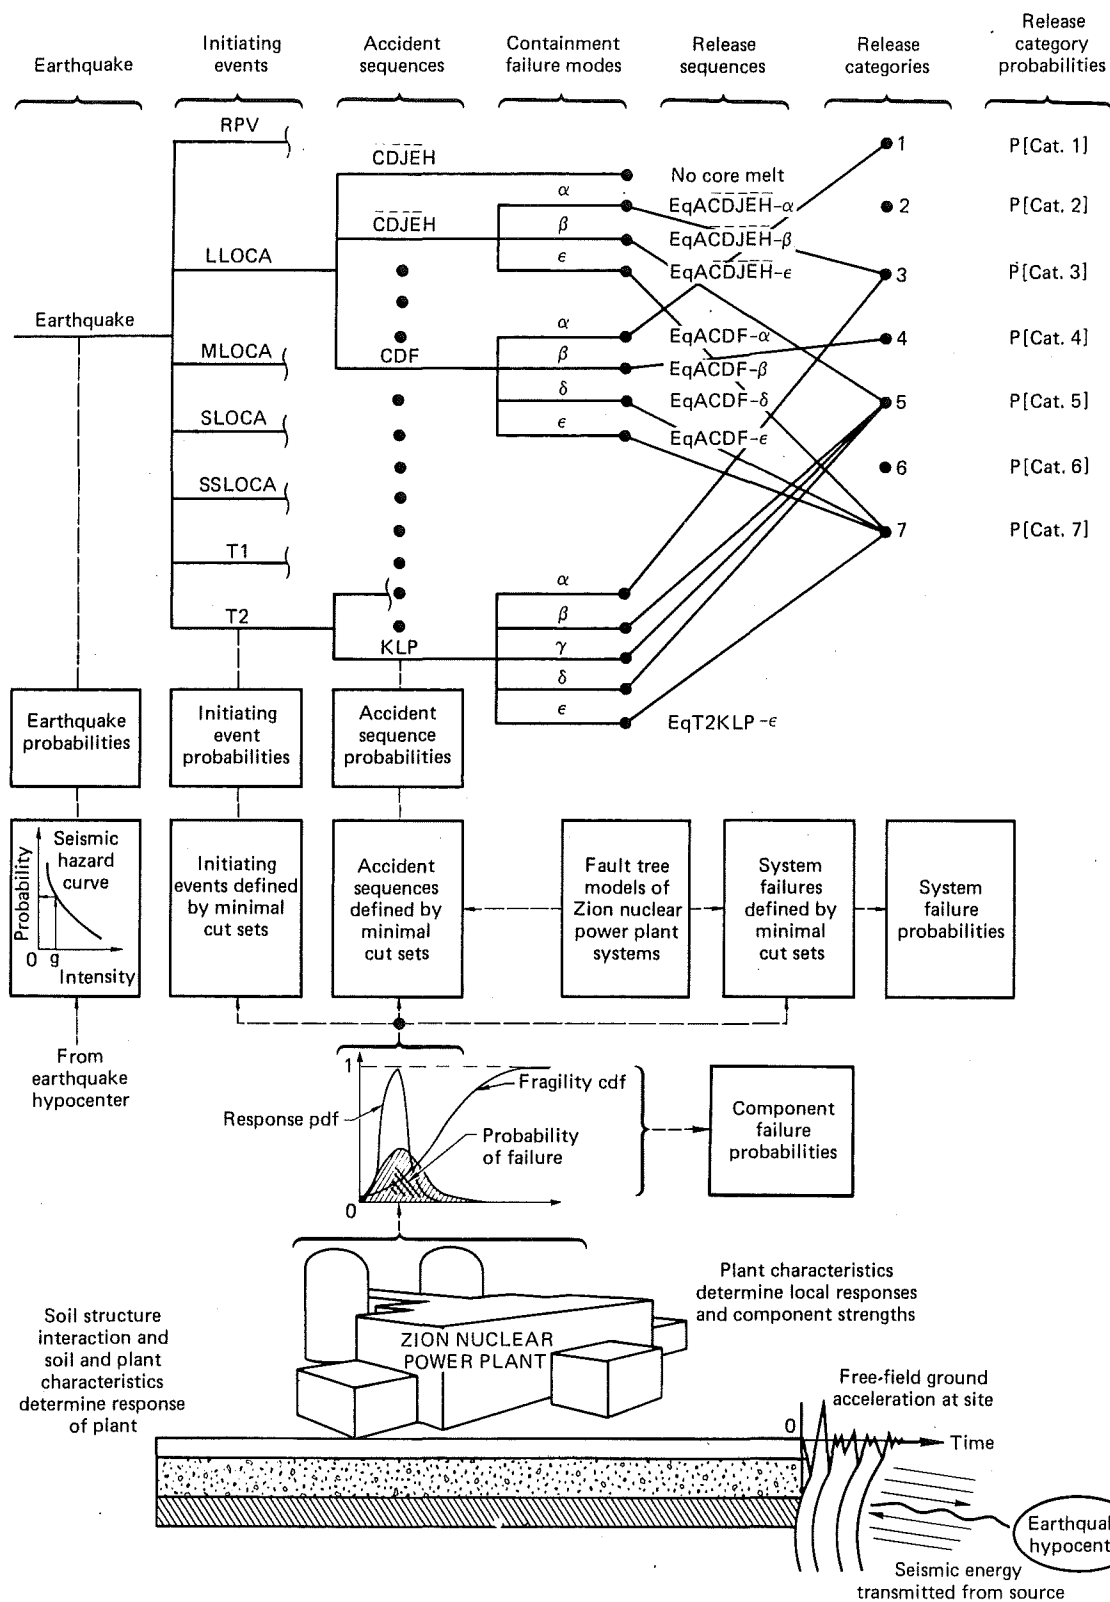 Earthquake
Initiating
events
Accident
sequences
Containment
failure modes
Release
sequences
Release
categories
Release
category
probabilities
RPV
LLOCA
Earthquake
MLOCA
SLOCA
SSLOCA
T1
T2
CDJEH
CDJEH
CDF
KLP
α
β
ϵ
α
β
δ
ϵ
α
β
γ
δ
ϵ
No core melt
EqACDJEH-α
EqACDJEH-β
EqACDJEH-ϵ
EqACDF-α
EqACDF-β
EqACDF-δ
EqACDF-ϵ
EqT2KLP-ϵ
1
2
3
4
5
6
7
P[Cat. 1]
P[Cat. 2]
P[Cat. 3]
P[Cat. 4]
P[Cat. 5]
P[Cat. 6]
P[Cat. 7]
Earthquake
probabilities
Initiating
event
probabilities
Accident
sequence
probabilities
Probability
Seismic
hazard
curve
0
g
Intensity
Initiating
events defined
by minimal
cut sets
Accident
sequences
defined by
minimal
cut sets
Fault tree
models of
Zion nuclear
power plant
systems
System
failures
defined by
minimal
cut sets
System
failure
probabilities
From
earthquake
hypocenter
1
Response pdf
Fragility cdf
Probability
of failure
0
Component
failure
probabilities
Plant characteristics
determine local responses
and component strengths
Soil structure
interaction and
soil and plant
characteristics
determine response
of plant
ZION NUCLEAR
POWER PLANT
Free-field ground
acceleration at site
0
Time
Earthqual
hypocent
Seismic energy
transmitted from source